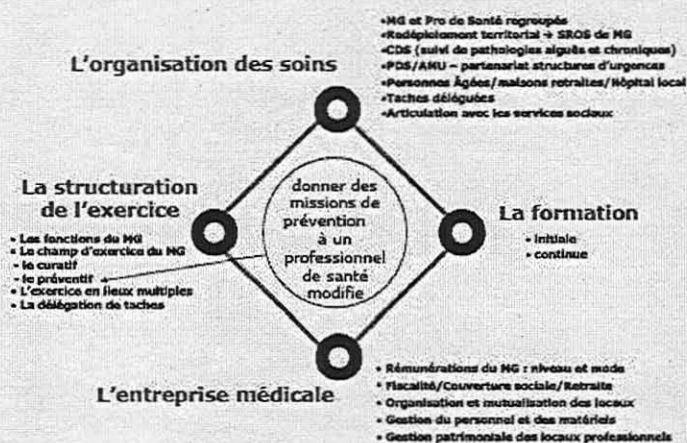 L'organisation des soins
•MG et Pro de Santé regroupés
•Redéploiement territorial → SROS de MG
•CDS (suivi de pathologies aiguës et chroniques)
•PDS/AMU – partenariat structures d'urgences
•Personnes Âgées/maisons retraites/Hôpital local
•Taches déléguées
•Articulation avec les services sociaux
La structuration
de l'exercice
• Les fonctions du MG
• Le champ d'exercice du MG
- le curatif
- le préventif
• L'exercice en lieux multiples
• La délégation de taches
donner des
missions de
prévention
à un
professionnel
de santé
modifie
La formation
• initiale
• continue
L'entreprise médicale
• Rémunérations du MG : niveau et mode
• Fiscalité/Couverture sociale/Retraite
• Organisation et mutualisation des locaux
• Gestion du personnel et des matériels
• Gestion patrimoniale des locaux professionnels